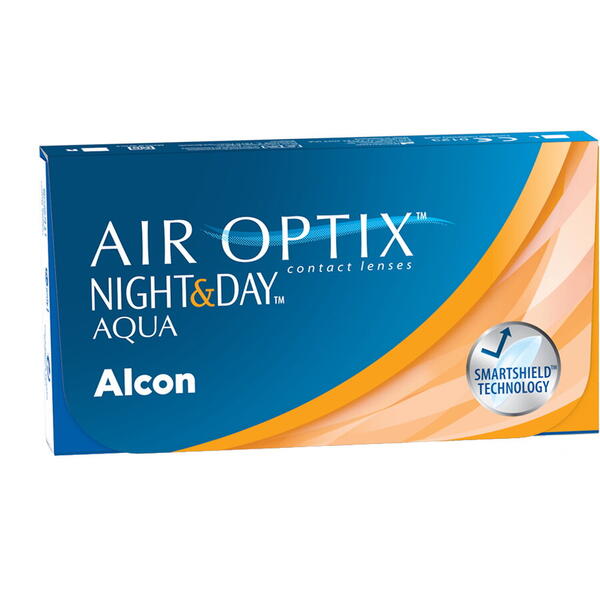 AIR OPTIX™
contact lenses
NIGHT&DAY™
AQUA
Alcon
SMARTSHIELD™
TECHNOLOGY